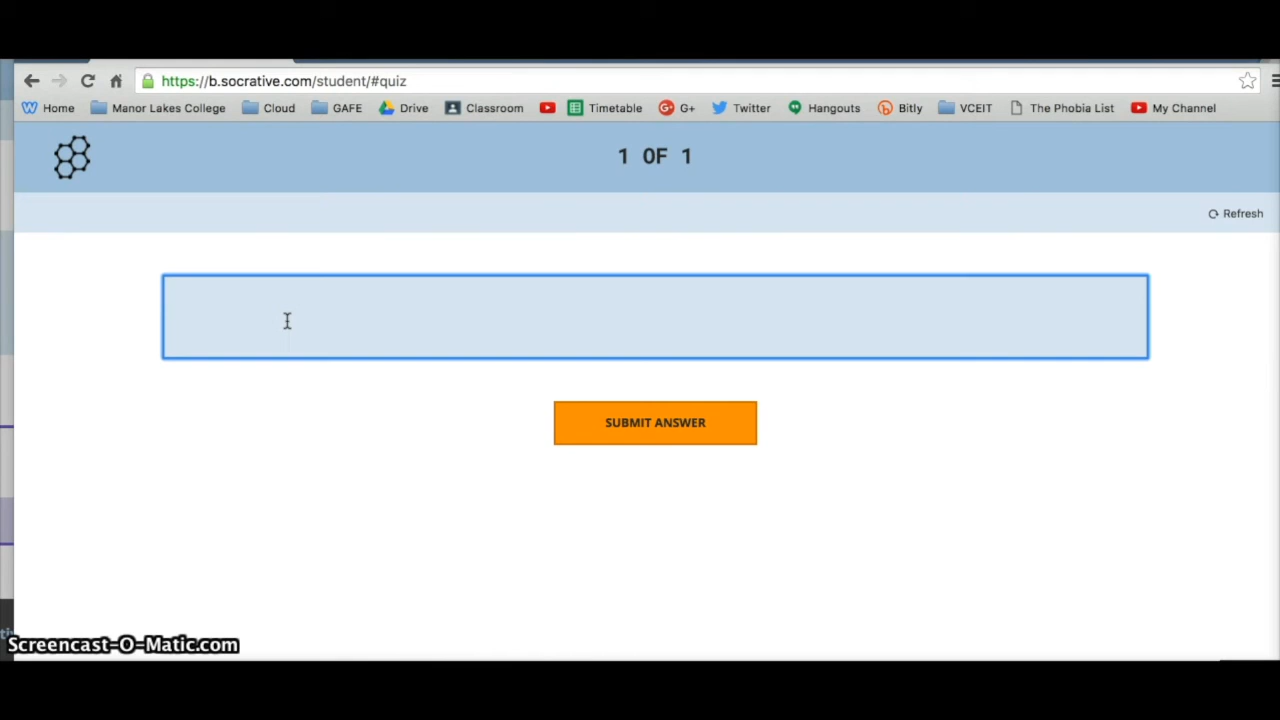 https://b.socrative.com/student/#quiz
Home Manor Lakes College Cloud GAFE Drive Classroom Timetable G+ Twitter Hangouts Bitly VCEIT The Phobia List My Channel
1 OF 1
Refresh
SUBMIT ANSWER
Screencast-O-Matic.com